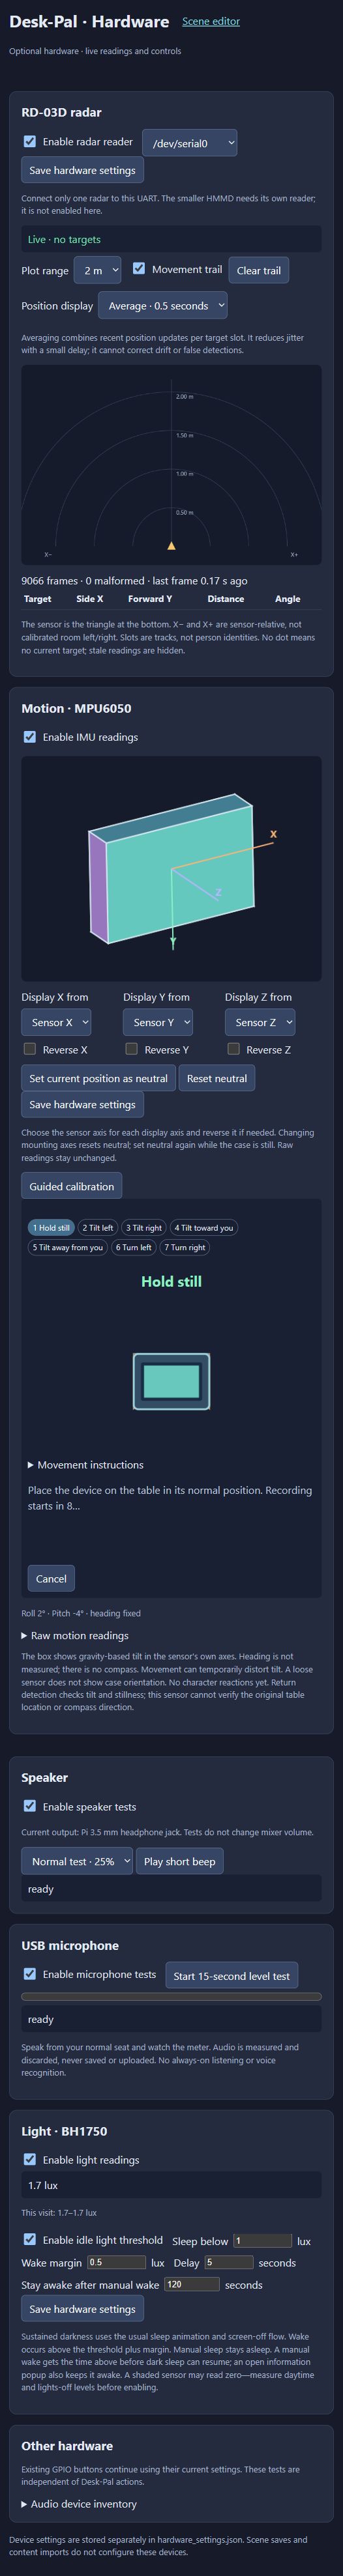 Desk-Pal · Hardware Scene editor
Optional hardware · live readings and controls
RD-03D radar
Enable radar reader /dev/serial0
Save hardware settings
Connect only one radar to this UART. The smaller HMMD needs its own reader;
it is not enabled here.
Live · no targets
Plot range 2 m Movement trail Clear trail
Position display Average · 0.5 seconds
Averaging combines recent position updates per target slot. It reduces jitter
with a small delay; it cannot correct drift or false detections.
2.00 m
1.50 m
1.00 m
0.50 m
X− X+
9066 frames · 0 malformed · last frame 0.17 s ago
Target Side X Forward Y Distance Angle
The sensor is the triangle at the bottom. X− and X+ are sensor-relative, not
calibrated room left/right. Slots are tracks, not person identities. No dot means
no current target; stale readings are hidden.
Motion · MPU6050
Enable IMU readings
X
Z
Y
Display X from Display Y from Display Z from
Sensor X Sensor Y Sensor Z
Reverse X Reverse Y Reverse Z
Set current position as neutral Reset neutral
Save hardware settings
Choose the sensor axis for each display axis and reverse it if needed. Changing
mounting axes resets neutral; set neutral again while the case is still. Raw
readings stay unchanged.
Guided calibration
1 Hold still 2 Tilt left 3 Tilt right 4 Tilt toward you
5 Tilt away from you 6 Turn left 7 Turn right
Hold still
Movement instructions
Place the device on the table in its normal position. Recording
starts in 8...
Cancel
Roll 2° · Pitch -4° · heading fixed
Raw motion readings
The box shows gravity-based tilt in the sensor's own axes. Heading is not
measured; there is no compass. Movement can temporarily distort tilt. A loose
sensor does not show case orientation. No character reactions yet. Return
detection checks tilt and stillness; this sensor cannot verify the original table
location or compass direction.
Speaker
Enable speaker tests
Current output: Pi 3.5 mm headphone jack. Tests do not change mixer volume.
Normal test · 25% Play short beep
ready
USB microphone
Enable microphone tests Start 15-second level test
ready
Speak from your normal seat and watch the meter. Audio is measured and
discarded, never saved or uploaded. No always-on listening or voice
recognition.
Light · BH1750
Enable light readings
1.7 lux
This visit: 1.7–1.7 lux
Enable idle light threshold Sleep below 1 lux
Wake margin 0.5 lux Delay 5 seconds
Stay awake after manual wake 120 seconds
Save hardware settings
Sustained darkness uses the usual sleep animation and screen-off flow. Wake
occurs above the threshold plus margin. Manual sleep stays asleep. A manual
wake gets the time above before dark sleep can resume; an open information
popup also keeps it awake. A shaded sensor may read zero—measure daytime
and lights-off levels before enabling.
Other hardware
Existing GPIO buttons continue using their current settings. These tests are
independent of Desk-Pal actions.
Audio device inventory
Device settings are stored separately in hardware_settings.json. Scene saves and
content imports do not configure these devices.